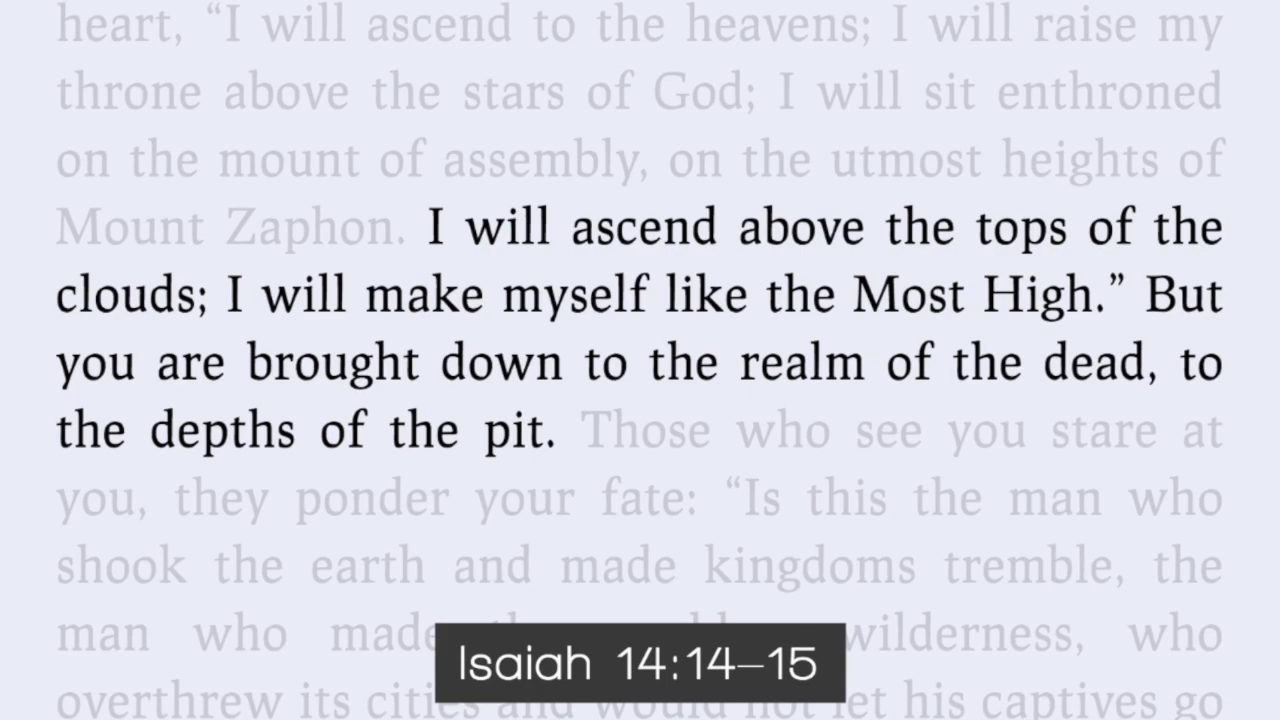 heart, “I will ascend to the heavens; I will raise my
throne above the stars of God; I will sit enthroned
on the mount of assembly, on the utmost heights of
Mount Zaphon. I will ascend above the tops of the
clouds; I will make myself like the Most High.” But
you are brought down to the realm of the dead, to
the depths of the pit. Those who see you stare at
you, they ponder your fate: “Is this the man who
shook the earth and made kingdoms tremble, the
man who made wilderness, who
overthrew its cities and would not let his captives go
Isaiah 14:14–15